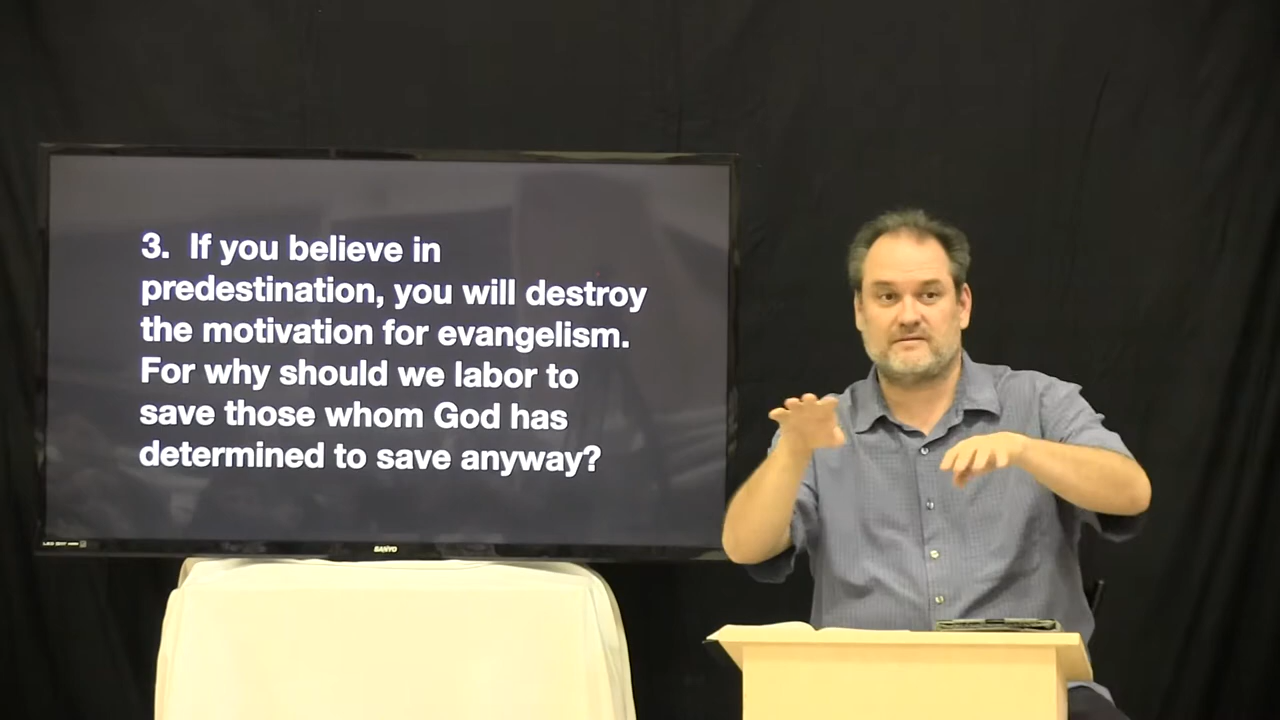 3. If you believe in
predestination, you will destroy
the motivation for evangelism.
For why should we labor to
save those whom God has
determined to save anyway?
SANYO